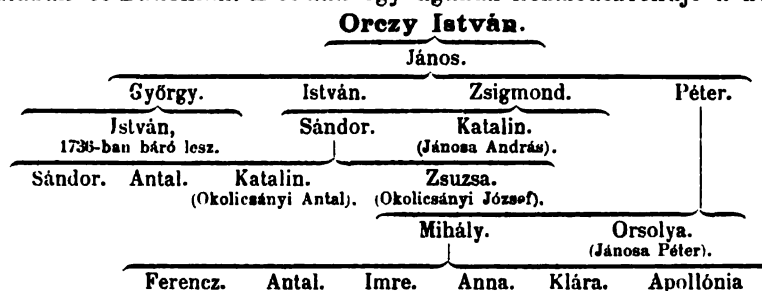 Orczy István.
János.
György. István. Zsigmond. Péter.
István, Sándor. Katalin.
1736-ban báró lesz. (Jánosa András).
Sándor. Antal. Katalin. Zsuzsa.
(Okolicsányi Antal). (Okolicsányi József).
Mihály. Orsolya.
(Jánosa Péter).
Ferencz. Antal. Imre. Anna. Klára. Apollónia